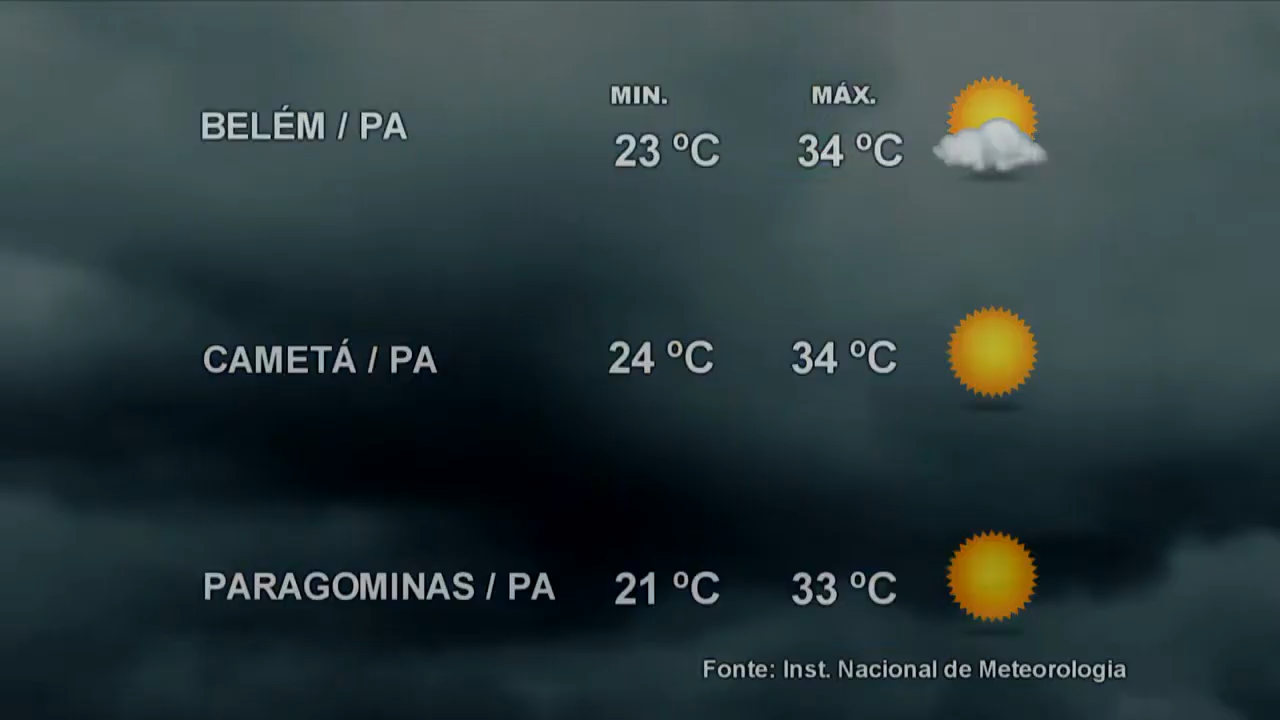 MIN. MÁX.
BELÉM / PA 23 ºC 34 ºC
CAMETÁ / PA 24 ºC 34 ºC
PARAGOMINAS / PA 21 ºC 33 ºC
Fonte: Inst. Nacional de Meteorologia